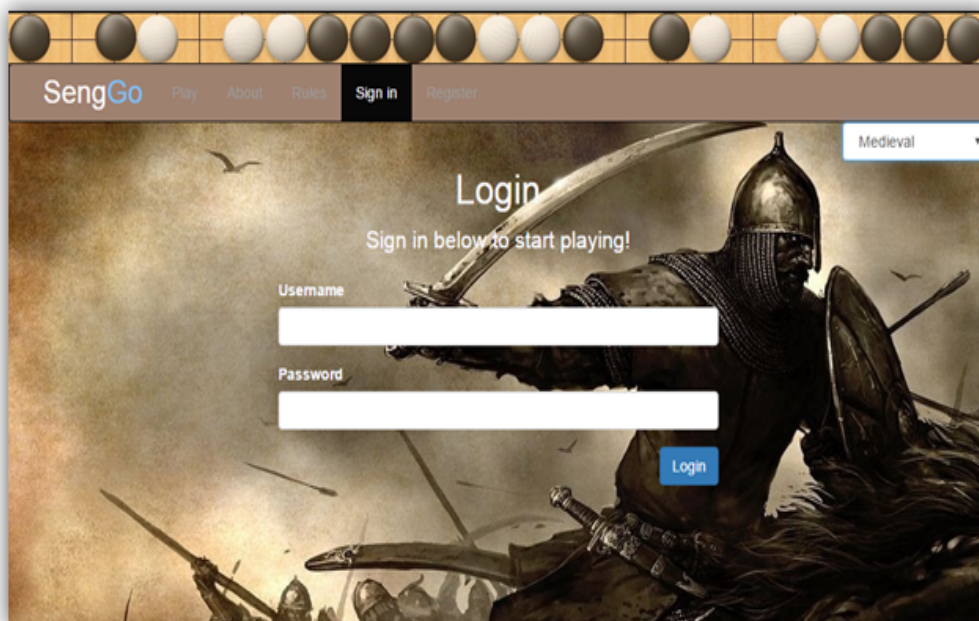 SengGo Play About Rules Sign in Register
Medieval
Login
Sign in below to start playing!
Username
Password
Login